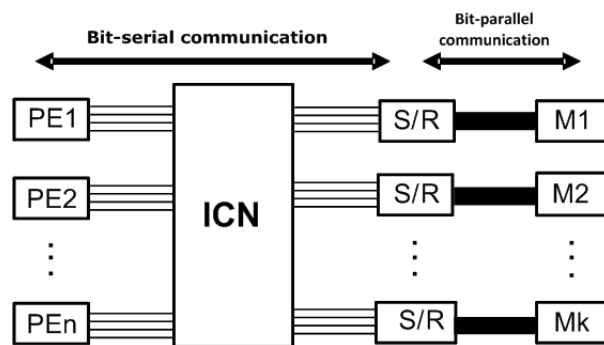 Bit-serial communication
Bit-parallel
communication
PE1
S/R
M1
PE2
ICN
S/R
M2
PEn
S/R
Mk